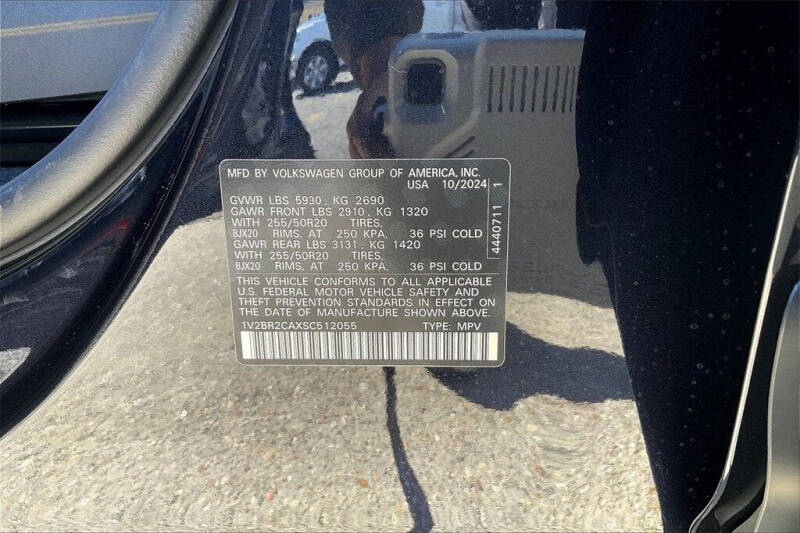 MFD BY VOLKSWAGEN GROUP OF AMERICA, INC.
USA 10/2024
GVWR LBS 5930, KG 2690
GAWR FRONT LBS 2910, KG 1320
WITH 255/50R20 TIRES,
8JX20 RIMS, AT 250 KPA, 36 PSI COLD
GAWR REAR LBS 3131, KG 1420
WITH 255/50R20 TIRES,
8JX20 RIMS, AT 250 KPA, 36 PSI COLD
THIS VEHICLE CONFORMS TO ALL APPLICABLE
U.S. FEDERAL MOTOR VEHICLE SAFETY AND
THEFT PREVENTION STANDARDS IN EFFECT ON
THE DATE OF MANUFACTURE SHOWN ABOVE.
1V2BR2CAXSC512055 TYPE: MPV
4440711 1